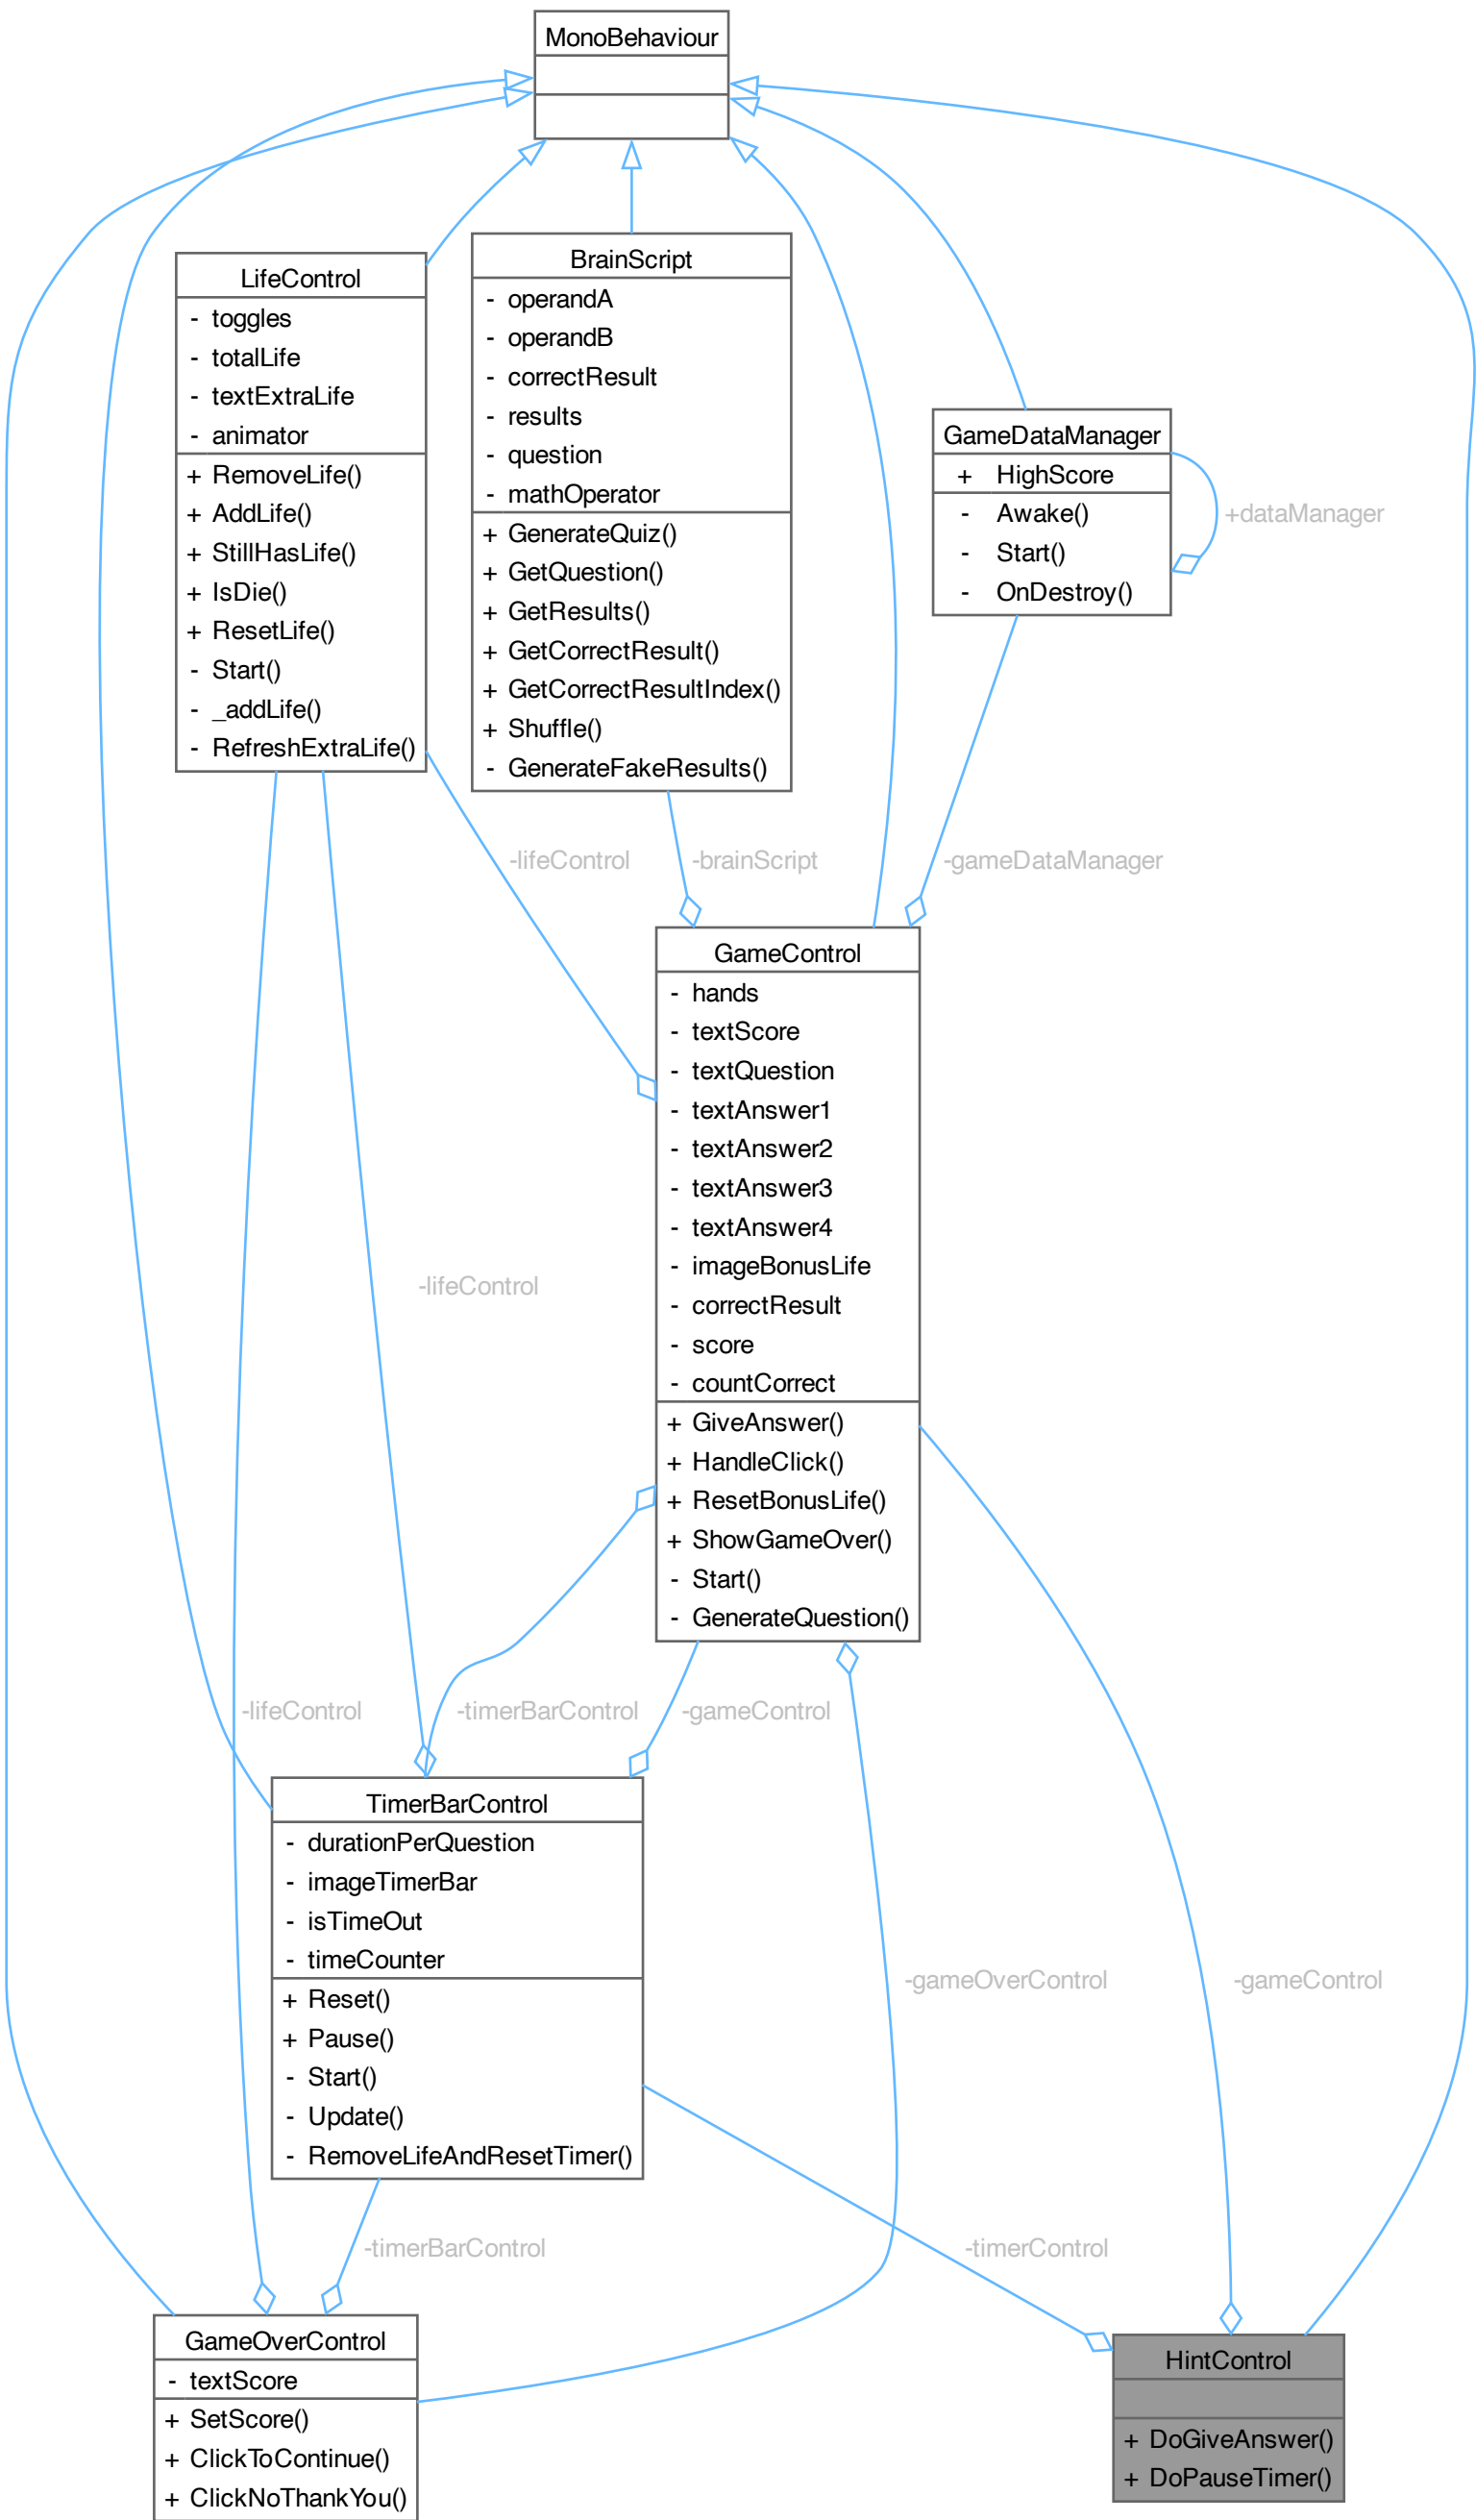 MonoBehaviour
LifeControl
- toggles
- totalLife
- textExtraLife
- animator
+ RemoveLife()
+ AddLife()
+ StillHasLife()
+ IsDie()
+ ResetLife()
- Start()
- _addLife()
- RefreshExtraLife()
BrainScript
- operandA
- operandB
- correctResult
- results
- question
- mathOperator
+ GenerateQuiz()
+ GetQuestion()
+ GetResults()
+ GetCorrectResult()
+ GetCorrectResultIndex()
+ Shuffle()
- GenerateFakeResults()
GameDataManager
+ HighScore
- Awake()
- Start()
- OnDestroy()
+dataManager
-lifeControl
-brainScript
-gameDataManager
GameControl
- hands
- textScore
- textQuestion
- textAnswer1
- textAnswer2
- textAnswer3
- textAnswer4
- imageBonusLife
- correctResult
- score
- countCorrect
+ GiveAnswer()
+ HandleClick()
+ ResetBonusLife()
+ ShowGameOver()
- Start()
- GenerateQuestion()
-lifeControl
-lifeControl
-timerBarControl
-gameControl
TimerBarControl
- durationPerQuestion
- imageTimerBar
- isTimeOut
- timeCounter
+ Reset()
+ Pause()
- Start()
- Update()
- RemoveLifeAndResetTimer()
-gameOverControl
-gameControl
-timerBarControl
-timerControl
GameOverControl
- textScore
+ SetScore()
+ ClickToContinue()
+ ClickNoThankYou()
HintControl
+ DoGiveAnswer()
+ DoPauseTimer()